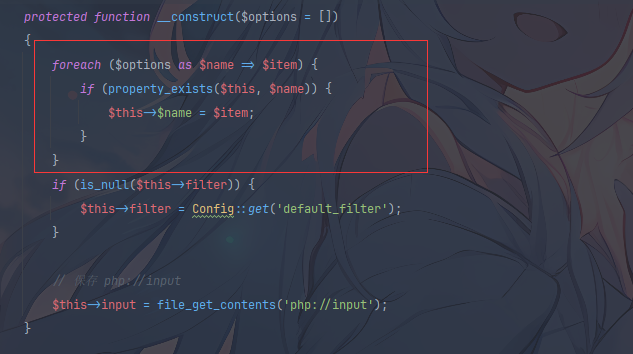 protected function __construct($options = [])
{
foreach ($options as $name => $item) {
if (property_exists($this, $name)) {
$this->$name = $item;
}
}
if (is_null($this->filter)) {
$this->filter = Config::get('default_filter');
}
// 保存 php://input
$this->input = file_get_contents('php://input');
}